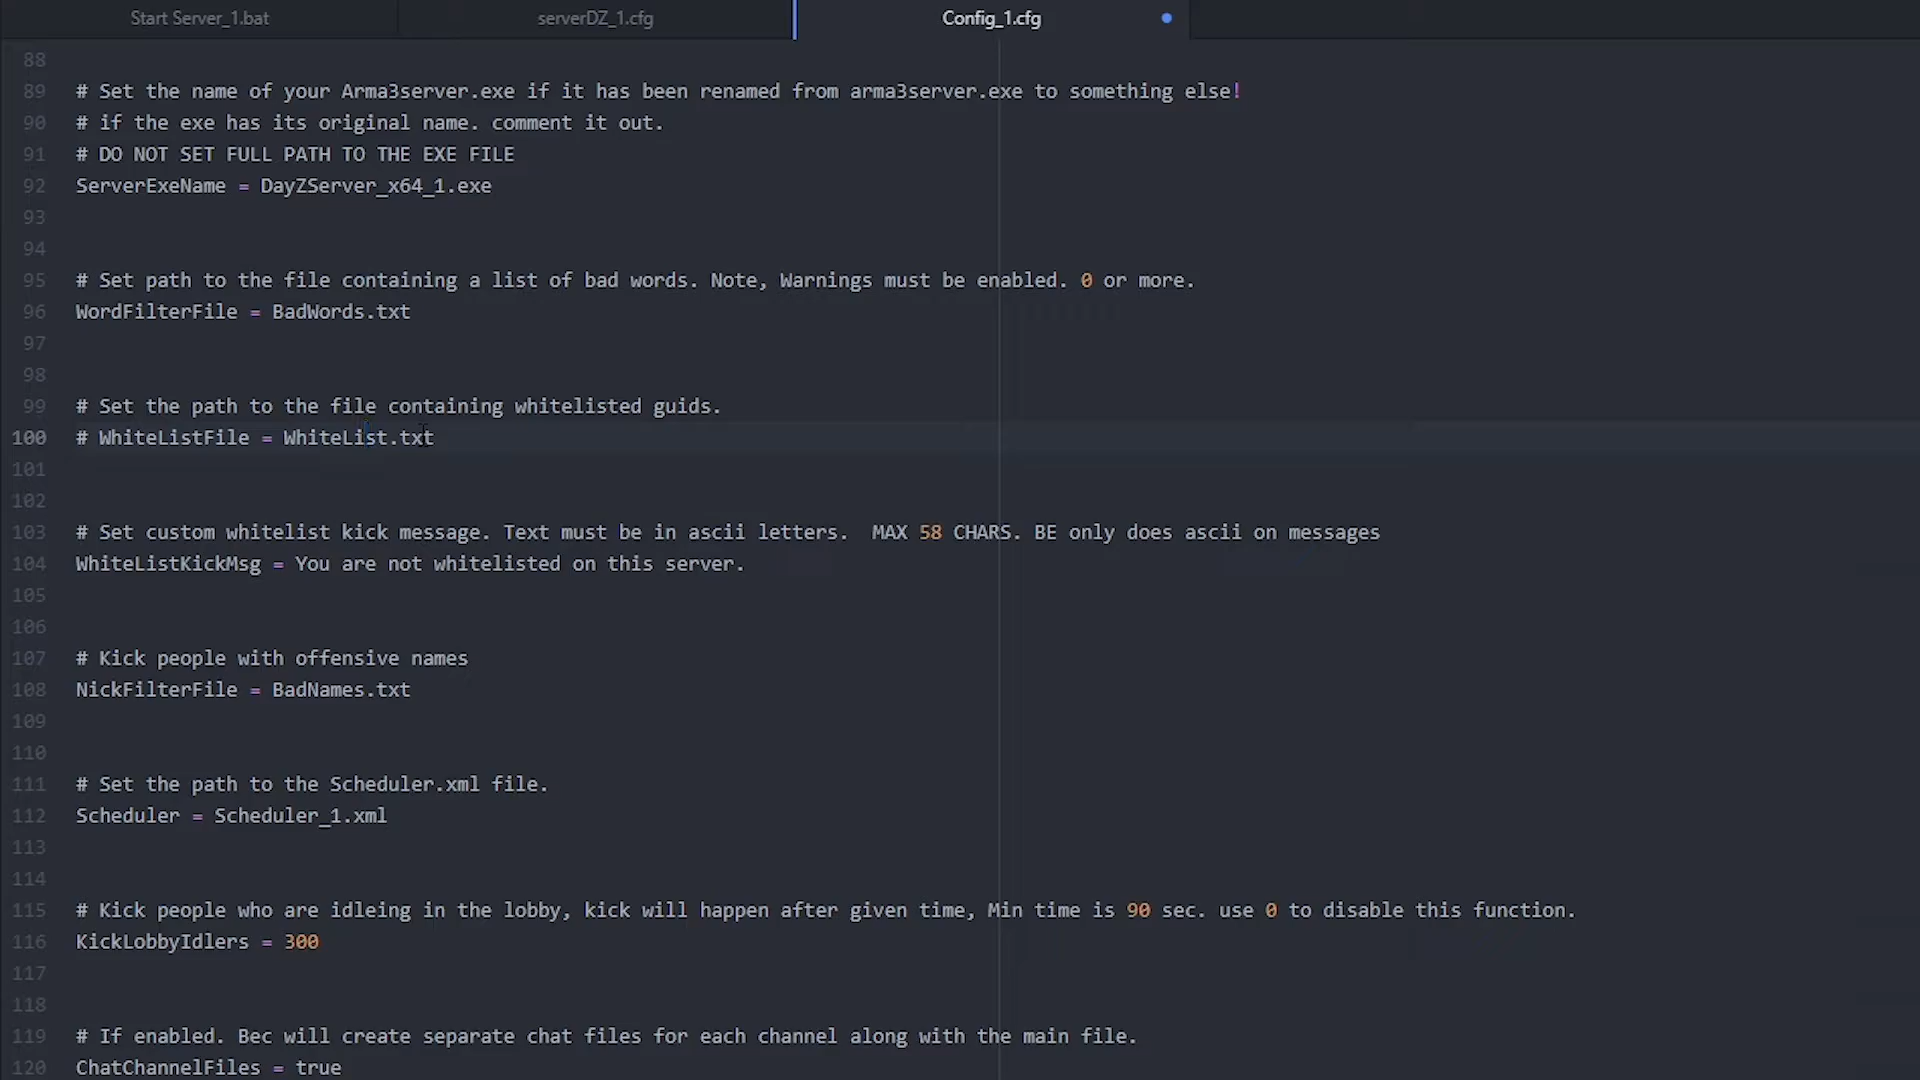 Start Server_1.bat
serverDZ_1.cfg
Config_1.cfg
88
89 # Set the name of your Arma3server.exe if it has been renamed from arma3server.exe to something else!
90 # if the exe has its original name. comment it out.
91 # DO NOT SET FULL PATH TO THE EXE FILE
92 ServerExeName = DayZServer_x64_1.exe
93
94
95 # Set path to the file containing a list of bad words. Note, Warnings must be enabled. 0 or more.
96 WordFilterFile = BadWords.txt
97
98
99 # Set the path to the file containing whitelisted guids.
100 # WhiteListFile = WhiteList.txt
101
102
103 # Set custom whitelist kick message. Text must be in ascii letters.  MAX 58 CHARS. BE only does ascii on messages
104 WhiteListKickMsg = You are not whitelisted on this server.
105
106
107 # Kick people with offensive names
108 NickFilterFile = BadNames.txt
109
110
111 # Set the path to the Scheduler.xml file.
112 Scheduler = Scheduler_1.xml
113
114
115 # Kick people who are idleing in the lobby, kick will happen after given time, Min time is 90 sec. use 0 to disable this function.
116 KickLobbyIdlers = 300
117
118
119 # If enabled. Bec will create separate chat files for each channel along with the main file.
120 ChatChannelFiles = true